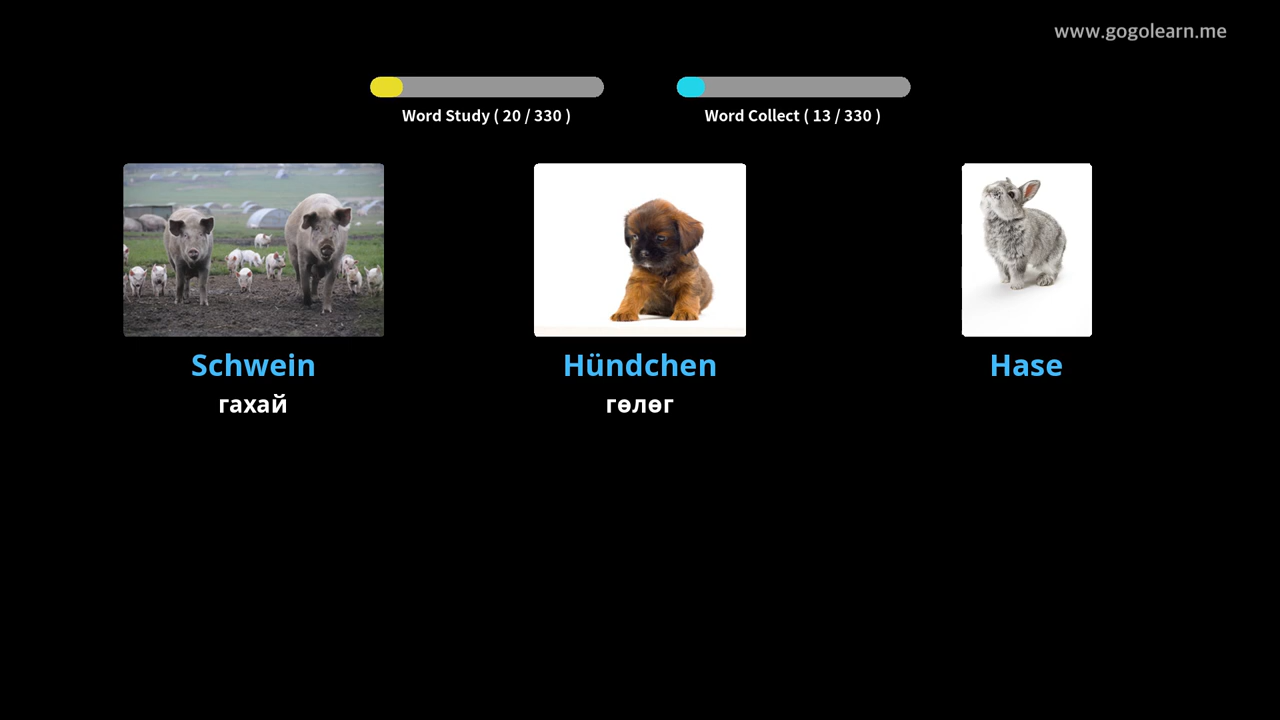 www.gogolearn.me
Word Study ( 20 / 330 )
Word Collect ( 13 / 330 )
Schwein
Hündchen
Hase
гахай
гөлөг